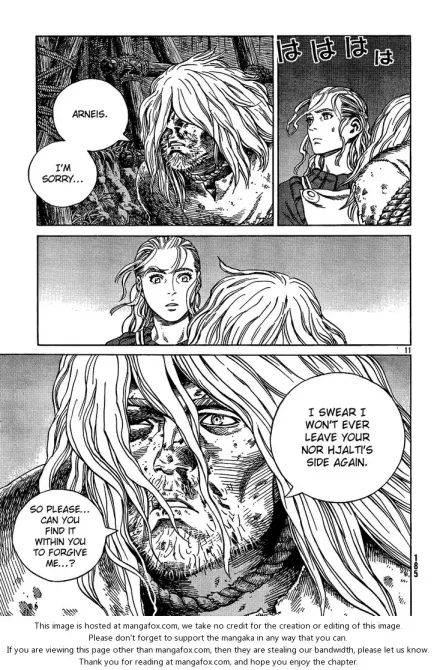 は は は は
ARNEIS.
I'M
SORRY...
11
I SWEAR I
WON'T EVER
LEAVE YOUR
NOR HJALTI'S
SIDE AGAIN.
SO PLEASE...
CAN YOU
FIND IT
WITHIN YOU
TO FORGIVE
ME...?
185
This image is hosted at mangafox.com, we take no credit for the creation or editing of this image.
Please don't forget to support the mangaka in any way that you can.
If you are viewing this page other than mangafox.com, then they are stealing our bandwidth, please let us know.
Thank you for reading at mangafox.com, and hope you enjoy the chapter.